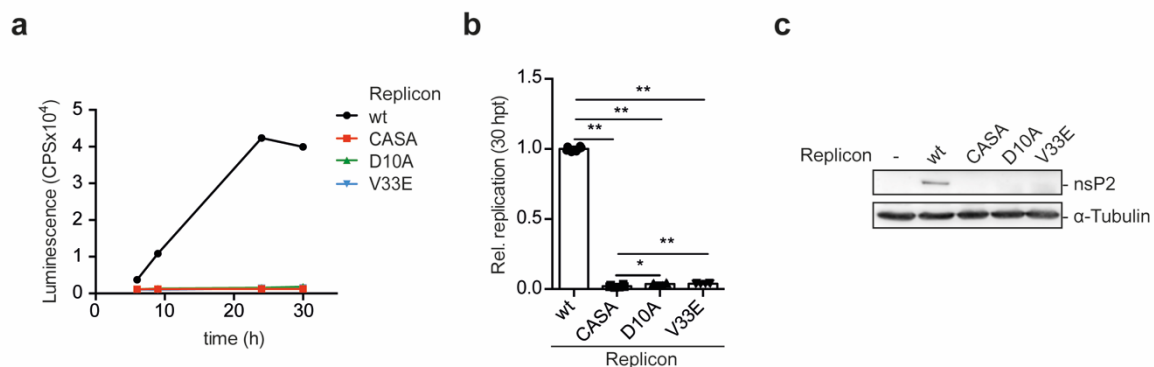 a
Luminescence (CPSx10⁴)
5
4
3
2
1
0
0
10
20
30
time (h)
Replicon
wt
CASA
D10A
V33E
b
Rel. replication (30 hpt)
1.5
1.0
0.5
0.0
**
**
**
**
*
wt
CASA
D10A
V33E
Replicon
c
Replicon - wt CASA D10A V33E
- nsP2
- α-Tubulin